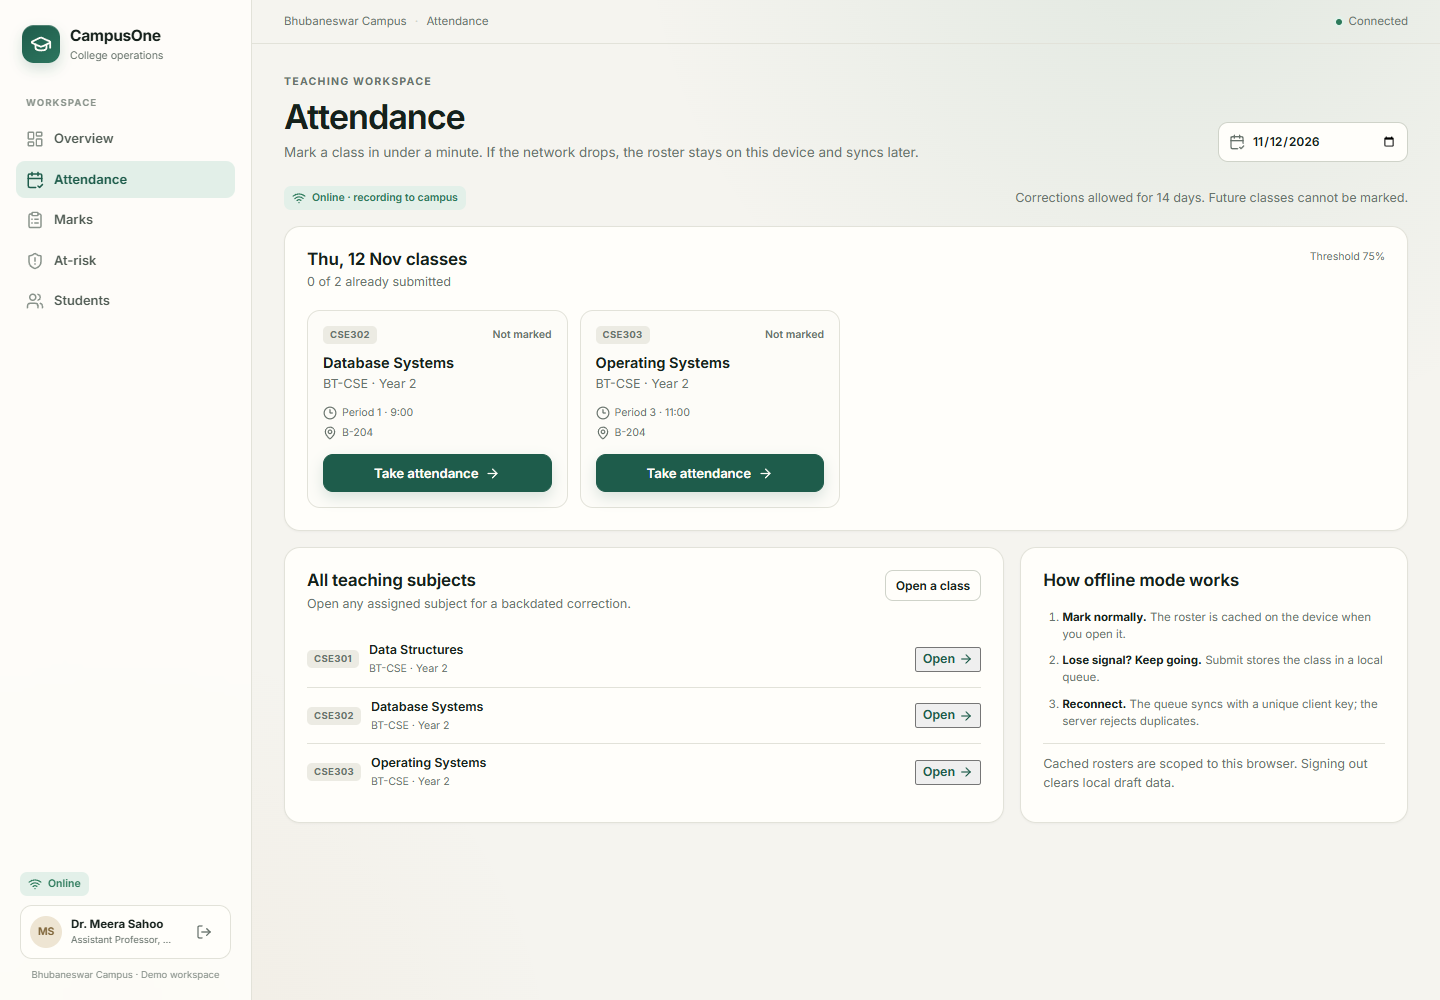 CampusOne
College operations
WORKSPACE
Overview
Attendance
Marks
At-risk
Students
Online
MS
Dr. Meera Sahoo
Assistant Professor, ...
Bhubaneswar Campus · Demo workspace
Bhubaneswar Campus · Attendance
Connected
TEACHING WORKSPACE
Attendance
Mark a class in under a minute. If the network drops, the roster stays on this device and syncs later.
11/12/2026
Online · recording to campus
Corrections allowed for 14 days. Future classes cannot be marked.
Thu, 12 Nov classes
0 of 2 already submitted
Threshold 75%
CSE302
Not marked
Database Systems
BT-CSE · Year 2
Period 1 · 9:00
B-204
Take attendance
CSE303
Not marked
Operating Systems
BT-CSE · Year 2
Period 3 · 11:00
B-204
Take attendance
All teaching subjects
Open any assigned subject for a backdated correction.
Open a class
CSE301
Data Structures
BT-CSE · Year 2
Open
CSE302
Database Systems
BT-CSE · Year 2
Open
CSE303
Operating Systems
BT-CSE · Year 2
Open
How offline mode works
1. Mark normally. The roster is cached on the device when
you open it.
2. Lose signal? Keep going. Submit stores the class in a local
queue.
3. Reconnect. The queue syncs with a unique client key; the
server rejects duplicates.
Cached rosters are scoped to this browser. Signing out
clears local draft data.